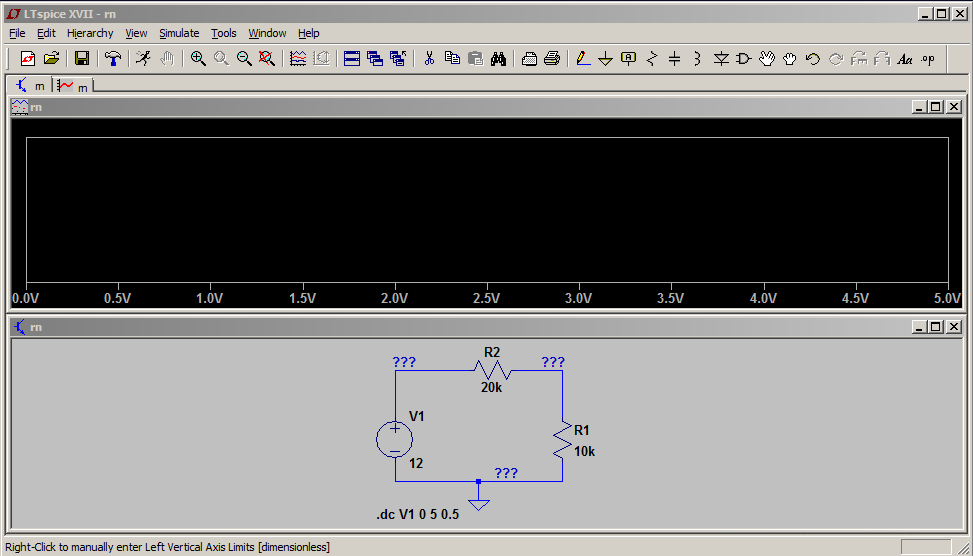 LTspice XVII - rn
File Edit Hierarchy View Simulate Tools Window Help
Aa .op
rn rn
rn
0.0V 0.5V 1.0V 1.5V 2.0V 2.5V 3.0V 3.5V 4.0V 4.5V 5.0V
rn
R2
??? ???
20k
V1
R1
10k
12
???
.dc V1 0 5 0.5
Right-Click to manually enter Left Vertical Axis Limits [dimensionless]